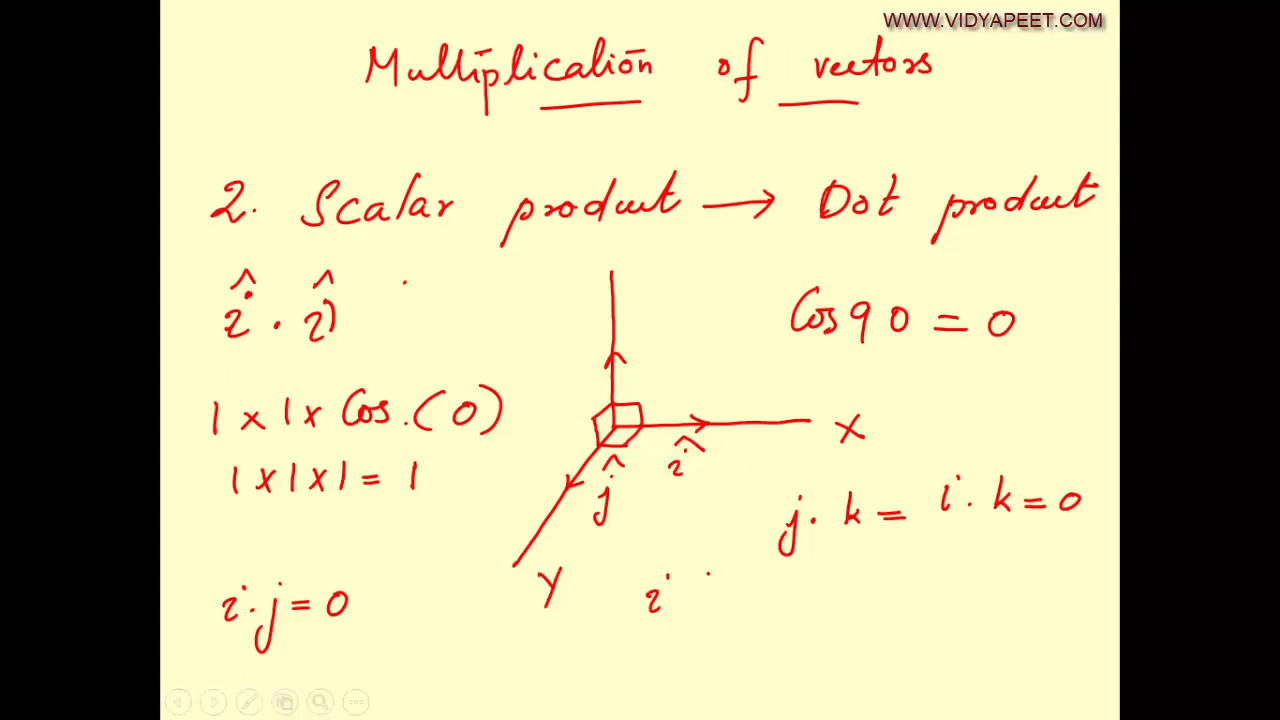 WWW.VIDYAPEET.COM
Multiplication of vectors
2. Scalar product → Dot product
î · î
Cos 90 = 0
1 x 1 x Cos.(0)
X
î
1 x 1 x 1 = 1
ĵ
j. k = i. k = 0
Y
i. j = 0
i .